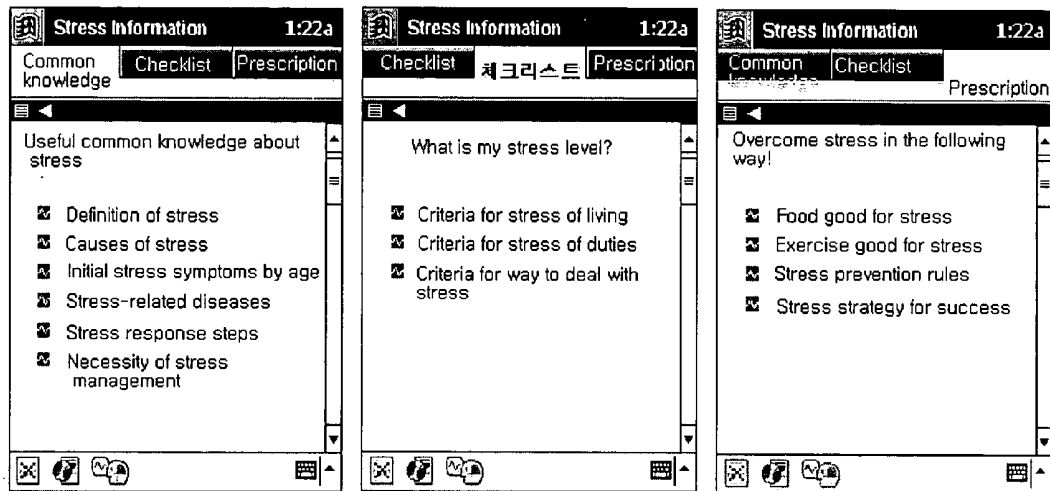 Stress Information 1:22a
Common knowledge Checklist Prescription
Useful common knowledge about
stress
Definition of stress
Causes of stress
Initial stress symptoms by age
Stress-related diseases
Stress response steps
Necessity of stress
management
Stress Information 1:22a
Checklist 체크리스트 Prescription
What is my stress level?
Criteria for stress of living
Criteria for stress of duties
Criteria for way to deal with
stress
Stress Information 1:22a
Common knowledge Checklist Prescription
Overcome stress in the following
way!
Food good for stress
Exercise good for stress
Stress prevention rules
Stress strategy for success